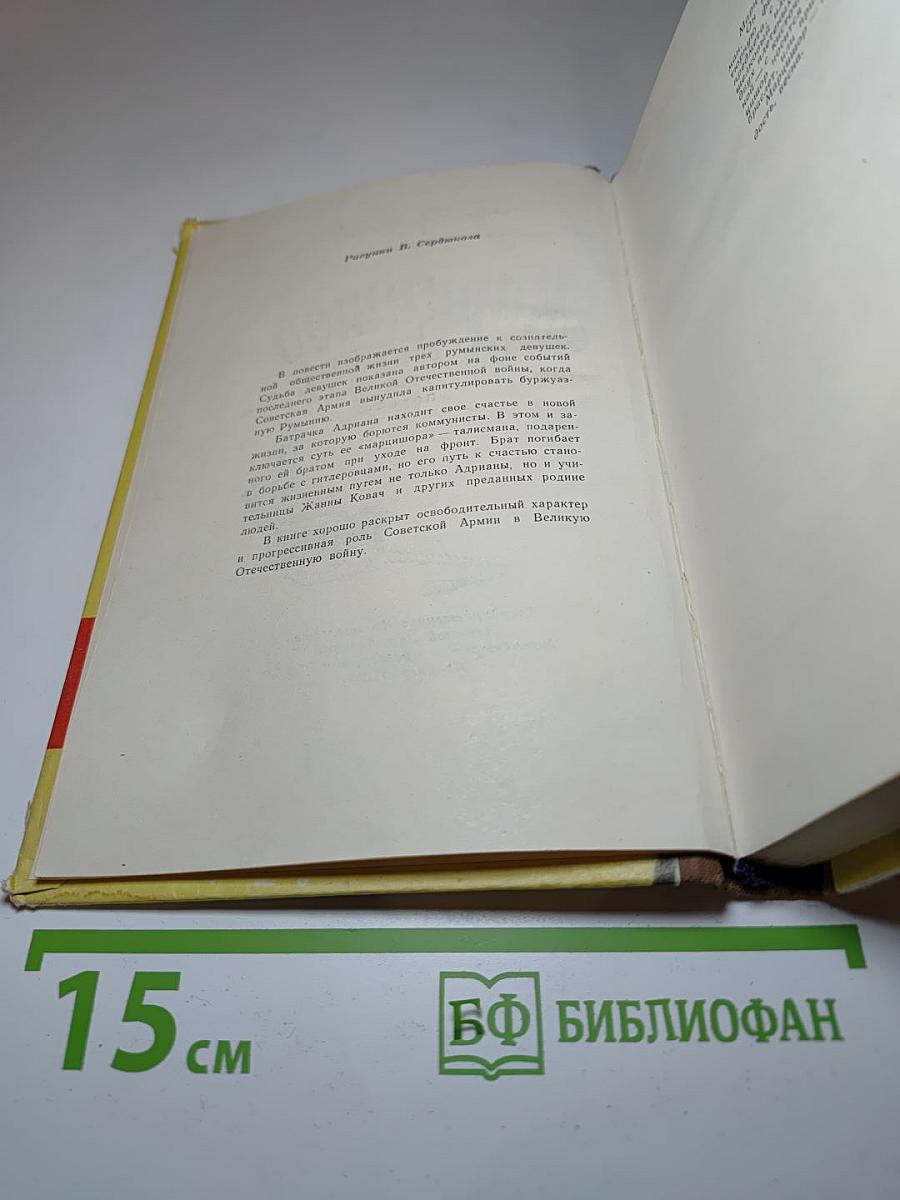 Рисунки В. Сердюкова
В повести изображается пробуждение к сознатель-
ной общественной жизни трех румынских девушек.
Судьба девушек показана автором на фоне событий
последнего этапа Великой Отечественной войны, когда
Советская Армия вынудила капитулировать буржуаз-
ную Румынию.
Батрачка Адриана находит свое счастье в новой
жизни, за которую борются коммунисты. В этом и за-
ключается суть ее «марцишора» — талисмана, подарен-
ного ей братом при уходе на фронт. Брат погибает
в борьбе с гитлеровцами, но его путь к счастью стано-
вится жизненным путем не только Адрианы, но и учи-
тельницы Жанны Ковач и других преданных родине
людей.
В книге хорошо раскрыт освободительный характер
и прогрессивная роль Советской Армии в Великую
Отечественную войну.
дость, весна.
15 см
БФ БИБЛИОФАН